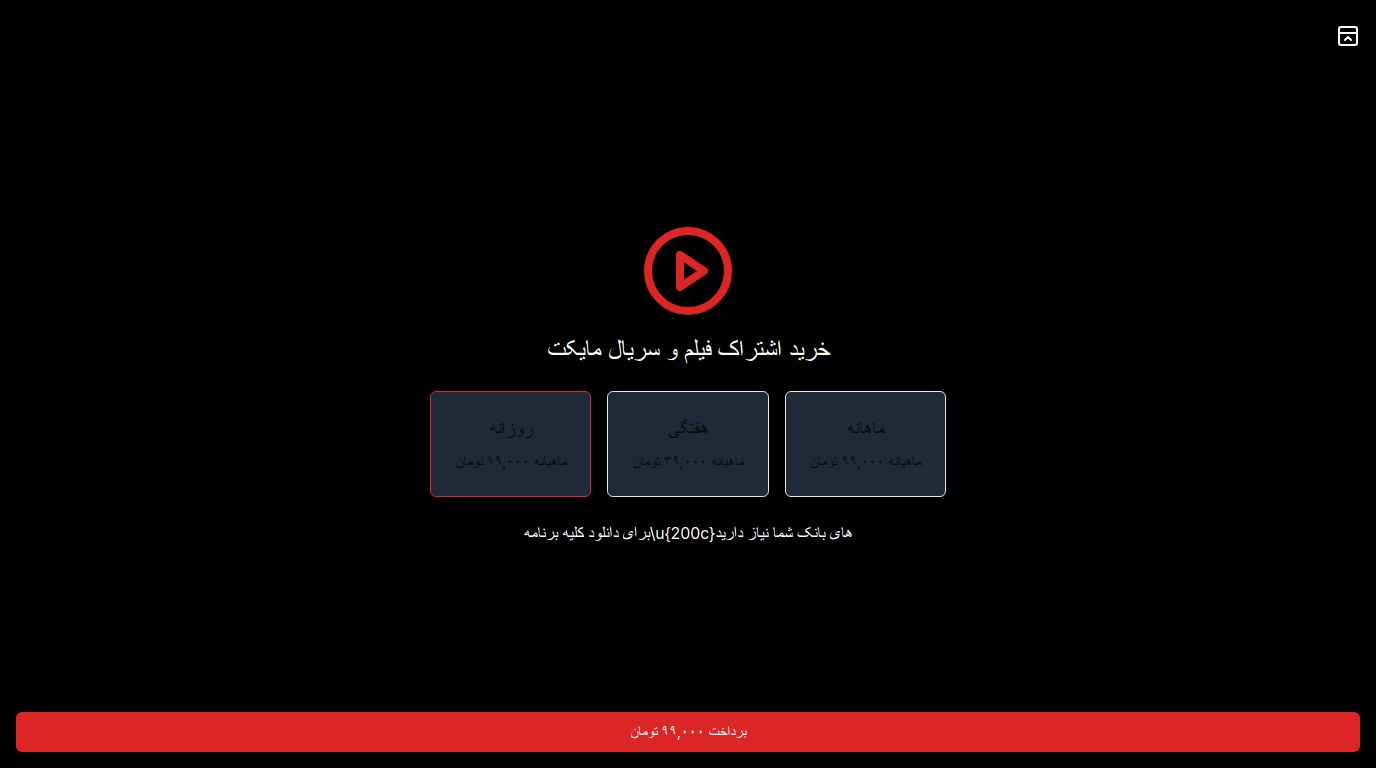 خرید اشتراک فیلم و سریال مایکت
ماهانه
ماهیانه ۹۹,۰۰۰ تومان
هفتگی
ماهیانه ۳۹,۰۰۰ تومان
روزانه
ماهیانه ۱۹,۰۰۰ تومان
برای دانلود کلیه برنامه\u{200c}های بانک شما نیاز دارید
پرداخت ۹۹,۰۰۰ تومان